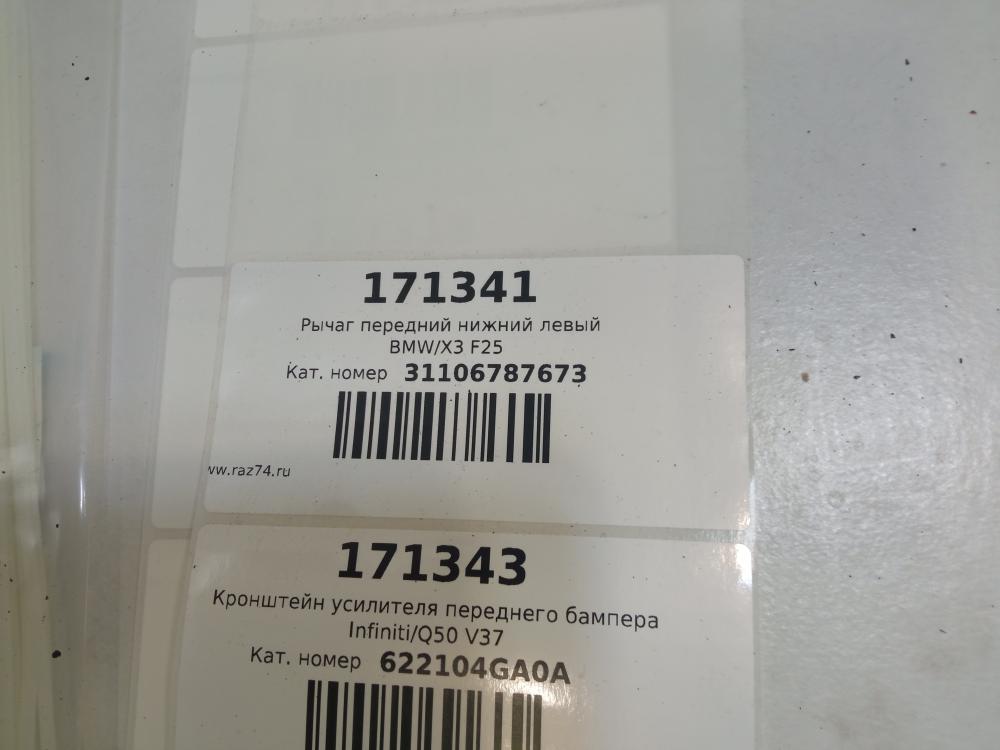 171341
Рычаг передний нижний левый
BMW/X3 F25
Кат. номер 31106787673
ww.raz74.ru
171343
Кронштейн усилителя переднего бампера
Infiniti/Q50 V37
Кат. номер 622104GA0A